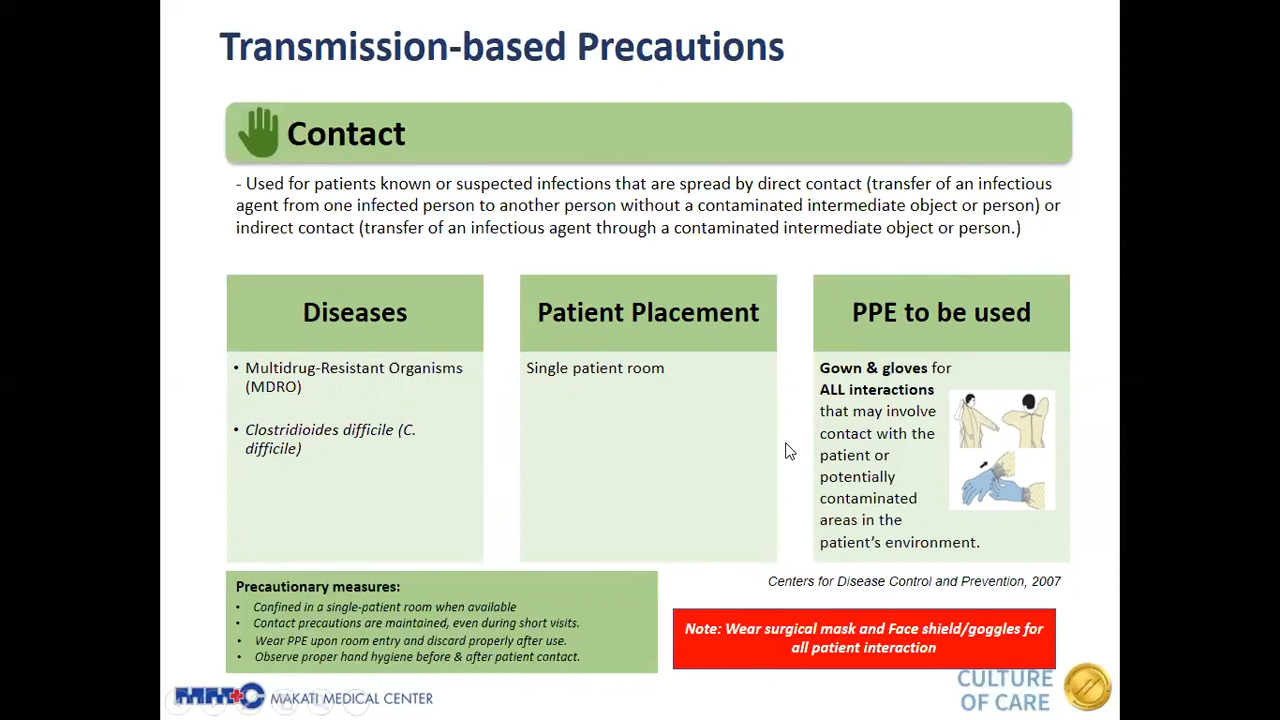 Transmission-based Precautions
Contact
- Used for patients known or suspected infections that are spread by direct contact (transfer of an infectious
agent from one infected person to another person without a contaminated intermediate object or person) or
indirect contact (transfer of an infectious agent through a contaminated intermediate object or person.)
Diseases
• Multidrug-Resistant Organisms
(MDRO)
• Clostridioides difficile (C.
difficile)
Patient Placement
Single patient room
PPE to be used
Gown & gloves for
ALL interactions
that may involve
contact with the
patient or
potentially
contaminated
areas in the
patient’s environment.
Precautionary measures:
• Confined in a single-patient room when available
• Contact precautions are maintained, even during short visits.
• Wear PPE upon room entry and discard properly after use.
• Observe proper hand hygiene before & after patient contact.
Centers for Disease Control and Prevention, 2007
Note: Wear surgical mask and Face shield/goggles for
all patient interaction
MAKATI MEDICAL CENTER
CULTURE
OF CARE